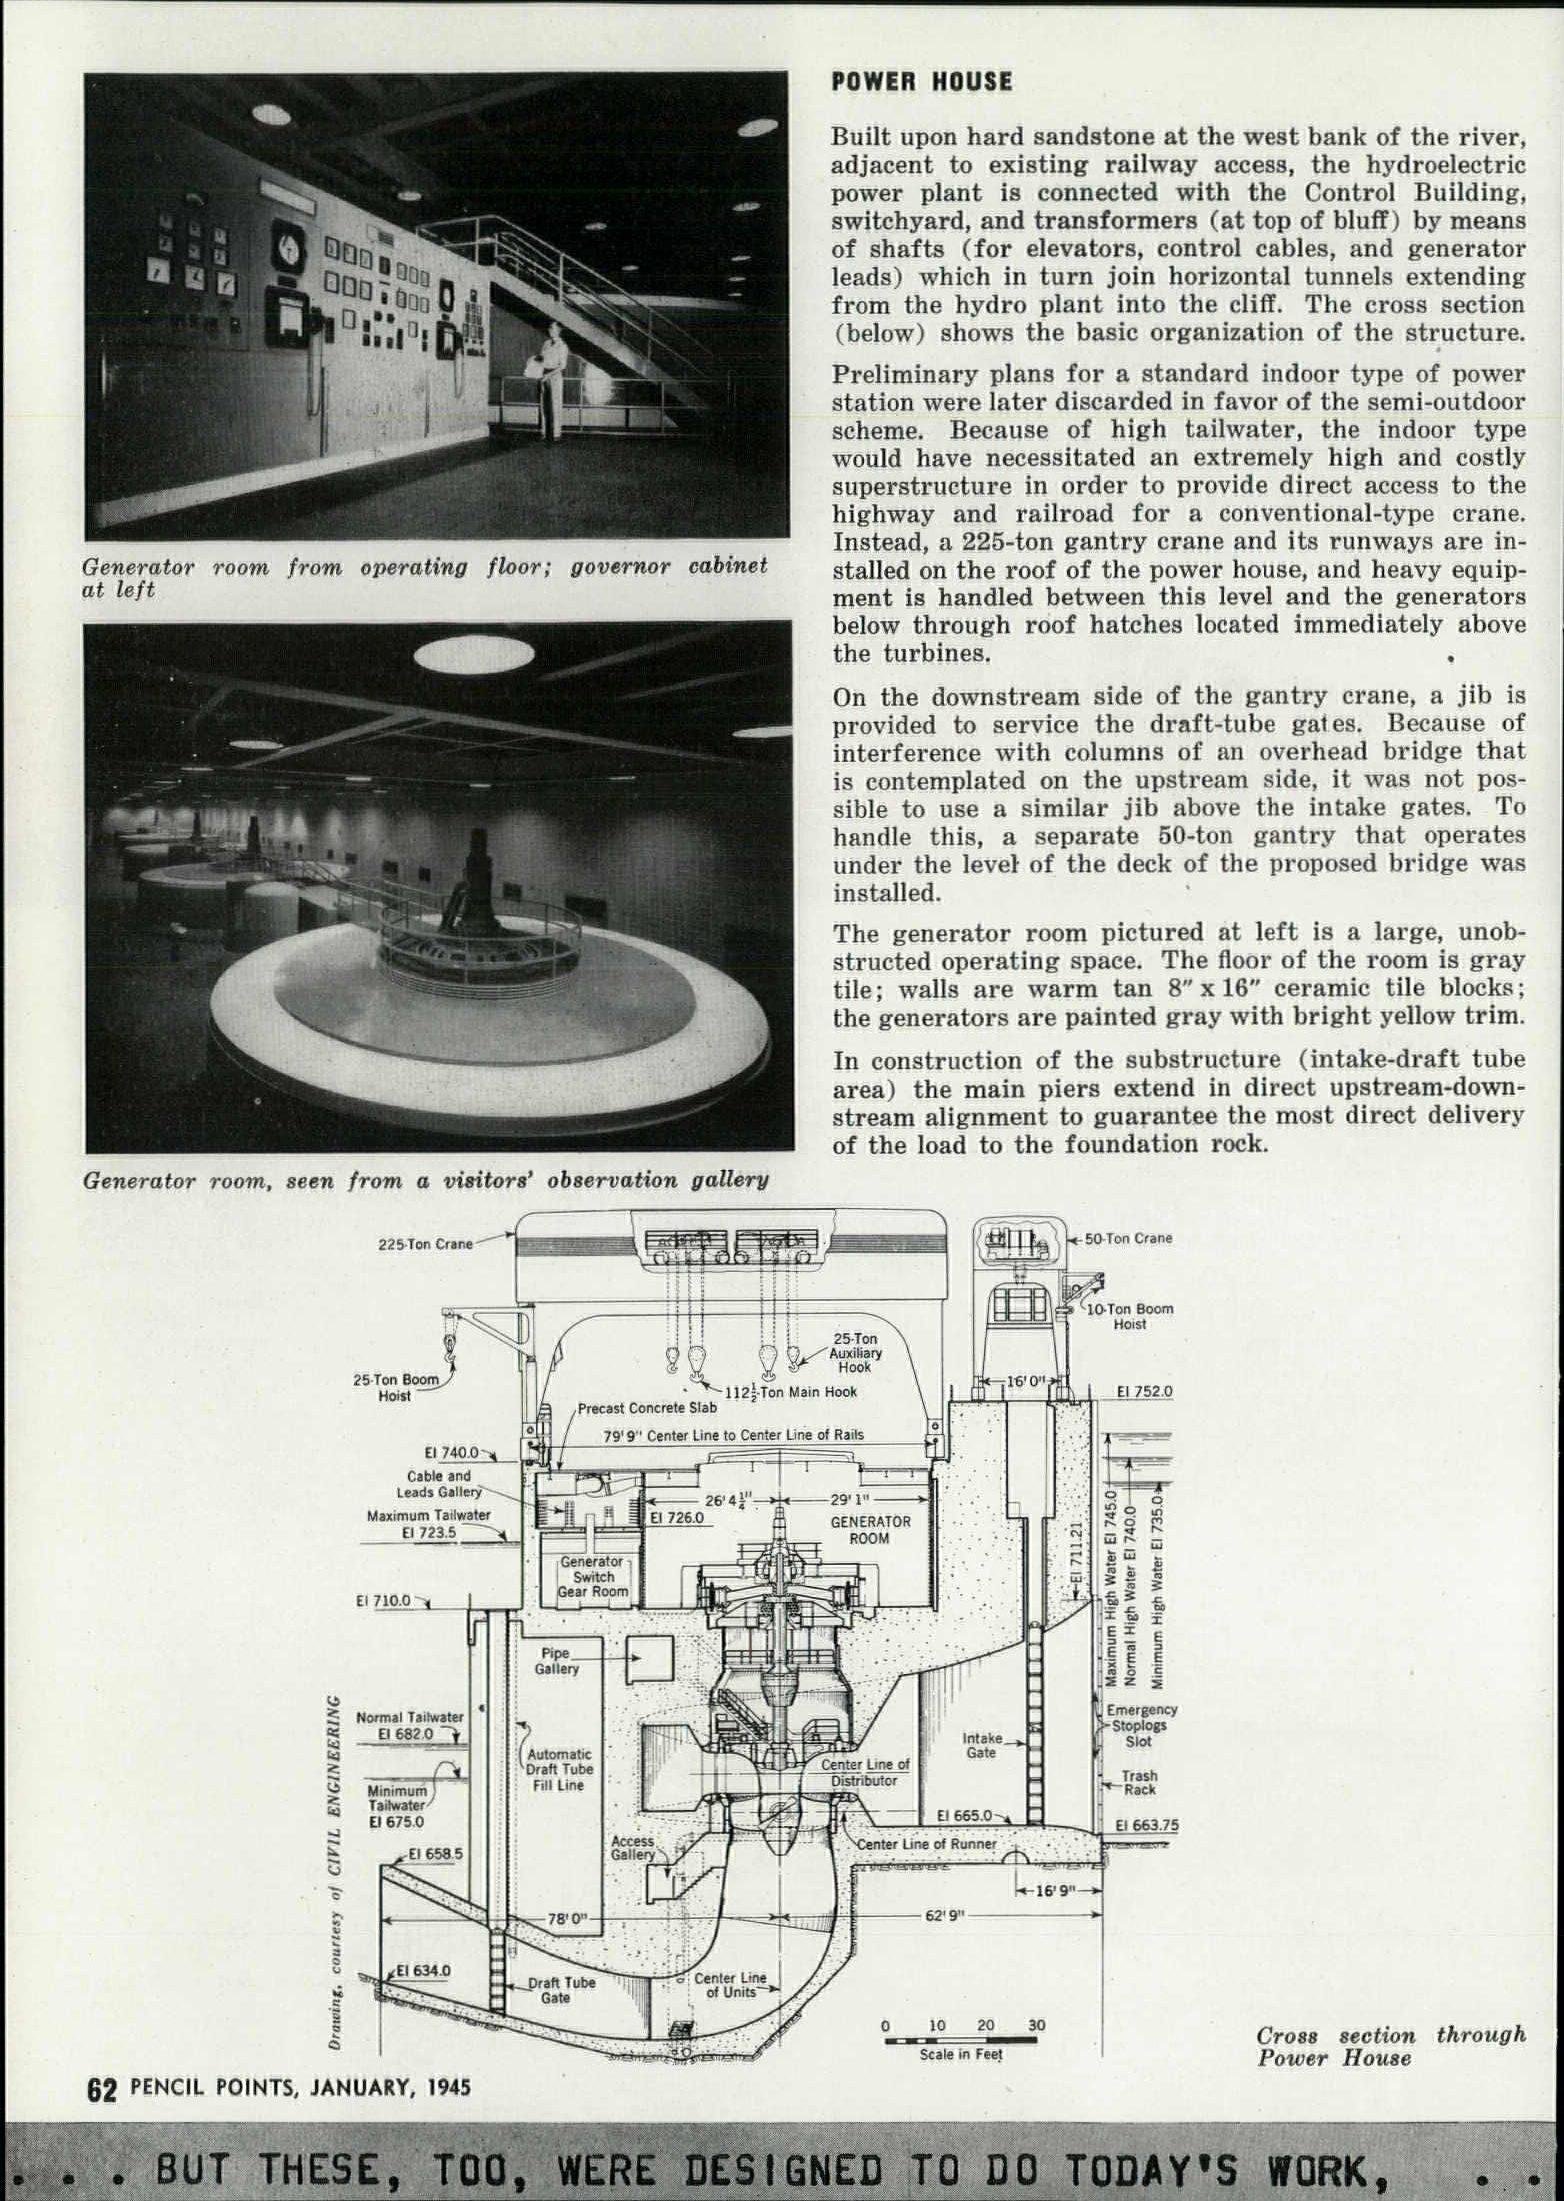 POWER HOUSE
Built upon hard sandstone at the west bank of the river,
adjacent to existing railway access, the hydroelectric
power plant is connected with the Control Building,
switchyard, and transformers (at top of bluff) by means
of shafts (for elevators, control cables, and generator
leads) which in turn join horizontal tunnels extending
from the hydro plant into the cliff. The cross section
(below) shows the basic organization of the structure.
Preliminary plans for a standard indoor type of power
station were later discarded in favor of the semi-outdoor
scheme. Because of high tailwater, the indoor type
would have necessitated an extremely high and costly
superstructure in order to provide direct access to the
highway and railroad for a conventional-type crane.
Instead, a 225-ton gantry crane and its runways are in-
stalled on the roof of the power house, and heavy equip-
ment is handled between this level and the generators
below through roof hatches located immediately above
the turbines.
On the downstream side of the gantry crane, a jib is
provided to service the draft-tube gates. Because of
interference with columns of an overhead bridge that
is contemplated on the upstream side, it was not pos-
sible to use a similar jib above the intake gates. To
handle this, a separate 50-ton gantry that operates
under the level of the deck of the proposed bridge was
installed.
The generator room pictured at left is a large, unob-
structed operating space. The floor of the room is gray
tile; walls are warm tan 8" x 16" ceramic tile blocks;
the generators are painted gray with bright yellow trim.
In construction of the substructure (intake-draft tube
area) the main piers extend in direct upstream-down-
stream alignment to guarantee the most direct delivery
of the load to the foundation rock.
Generator room from operating floor; governor cabinet
at left
Generator room, seen from a visitors' observation gallery
225-Ton Crane
50-Ton Crane
10-Ton Boom
Hoist
25-Ton
Auxiliary
Hook
25-Ton Boom
Hoist
112½-Ton Main Hook
16'0"
El 752.0
Precast Concrete Slab
79'9" Center Line to Center Line of Rails
El 740.0
Cable and
Leads Gallery
Maximum Tailwater
El 723.5
26'4¼"
29'1"
El 726.0
GENERATOR
ROOM
Generator
Switch
Gear Room
El 711.21
Maximum High Water El 745.0
Normal High Water El 740.0
Minimum High Water El 735.0
El 710.0
Pipe
Gallery
Normal Tailwater
El 682.0
Automatic
Draft Tube
Fill Line
Minimum
Tailwater
El 675.0
Intake
Gate
Emergency
Stoplogs
Slot
Center Line of
Distributor
Trash
Rack
El 665.0
El 663.75
Center Line of Runner
Access
Gallery
El 658.5
16'9"
78'0"
62'9"
El 634.0
Draft Tube
Gate
Center Line
of Units
0 10 20 30
Scale in Feet
Drawing, courtesy of CIVIL ENGINEERING
Cross section through
Power House
62 PENCIL POINTS, JANUARY, 1945
. . . BUT THESE, TOO, WERE DESIGNED TO DO TODAY'S WORK, . .